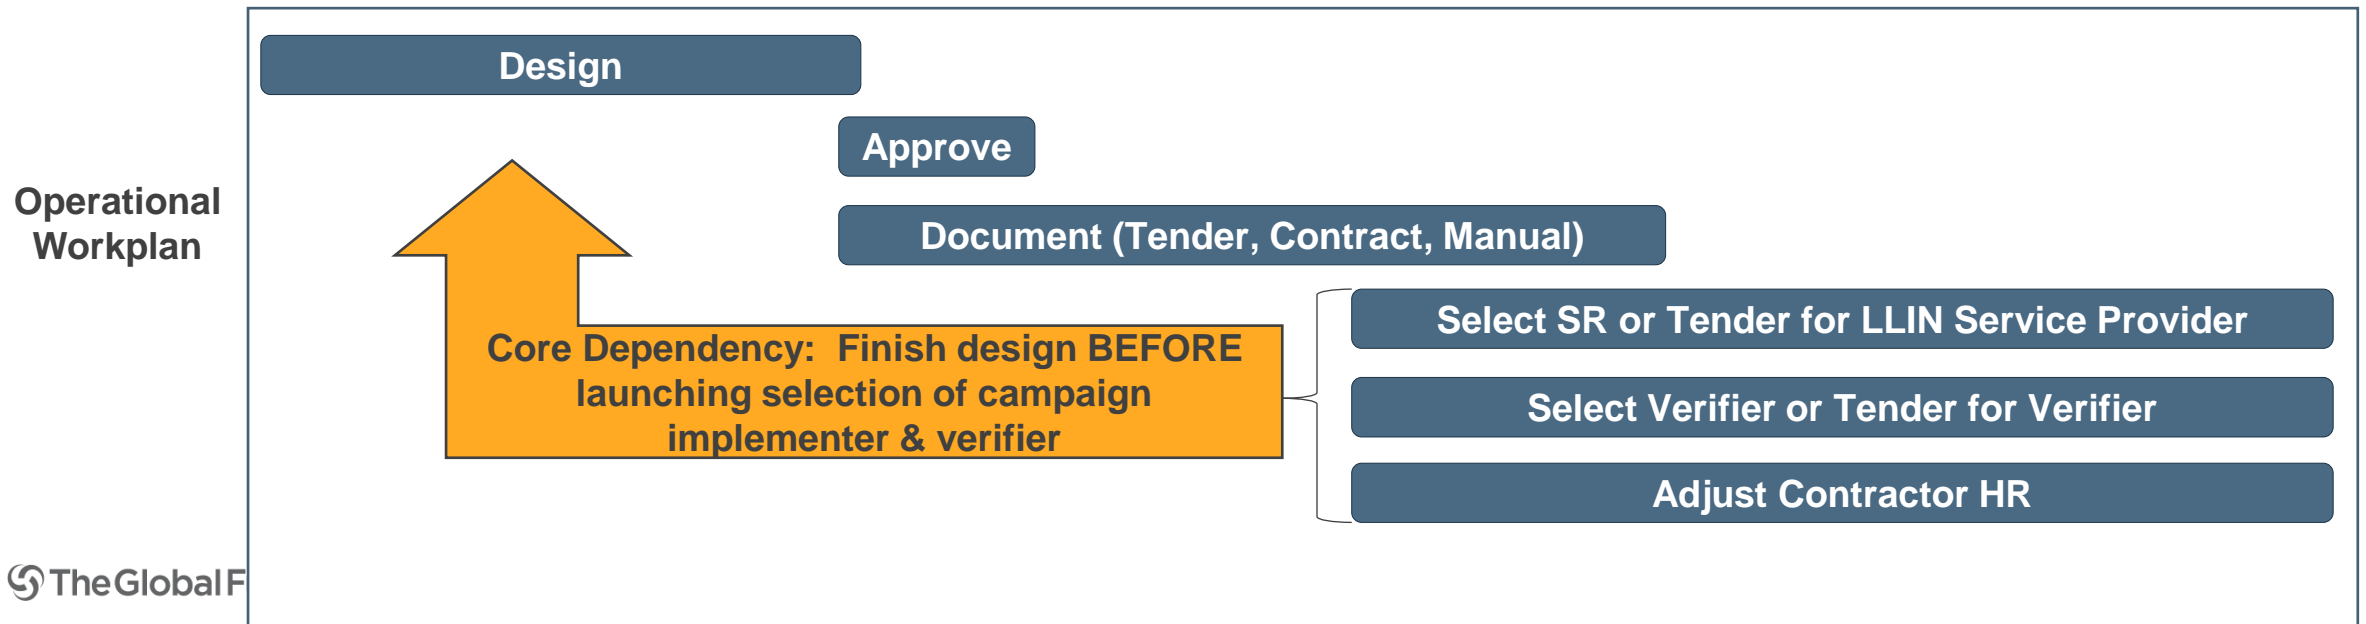 Design
Approve
Operational
Workplan
Document (Tender, Contract, Manual)
Select SR or Tender for LLIN Service Provider
Core Dependency:  Finish design BEFORE
launching selection of campaign
implementer & verifier
Select Verifier or Tender for Verifier
Adjust Contractor HR
TheGlobalF